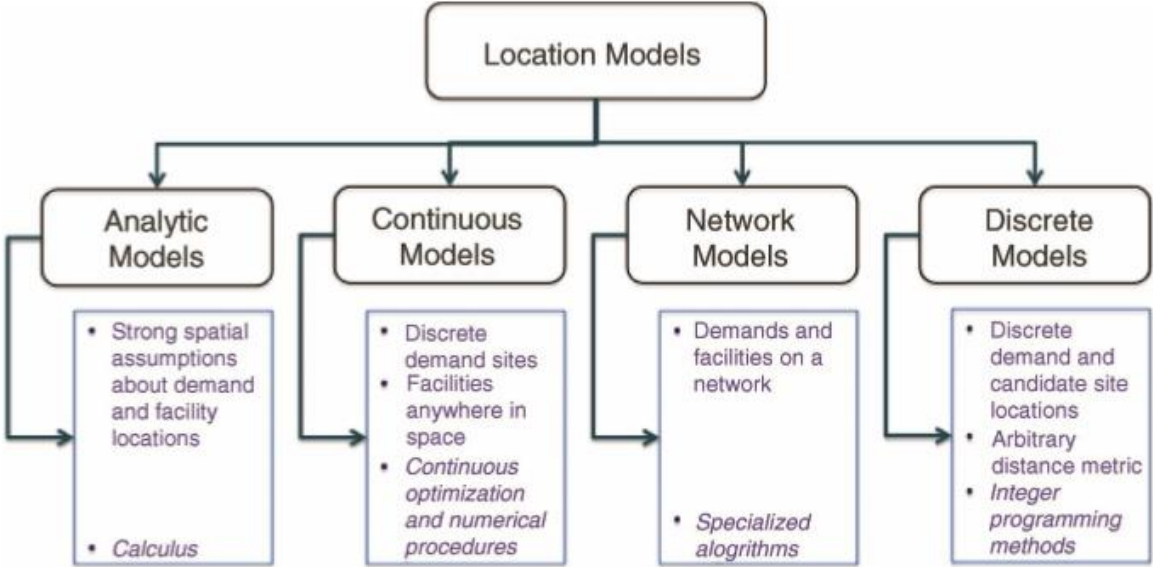 Location Models
Analytic
Models
Continuous
Models
Network
Models
Discrete
Models
• Strong spatial
assumptions
about demand
and facility
locations
• Calculus
• Discrete
demand sites
• Facilities
anywhere in
space
• Continuous
optimization
and numerical
procedures
• Demands and
facilities on a
network
• Specialized
alogrithms
• Discrete
demand and
candidate site
locations
• Arbitrary
distance metric
• Integer
programming
methods